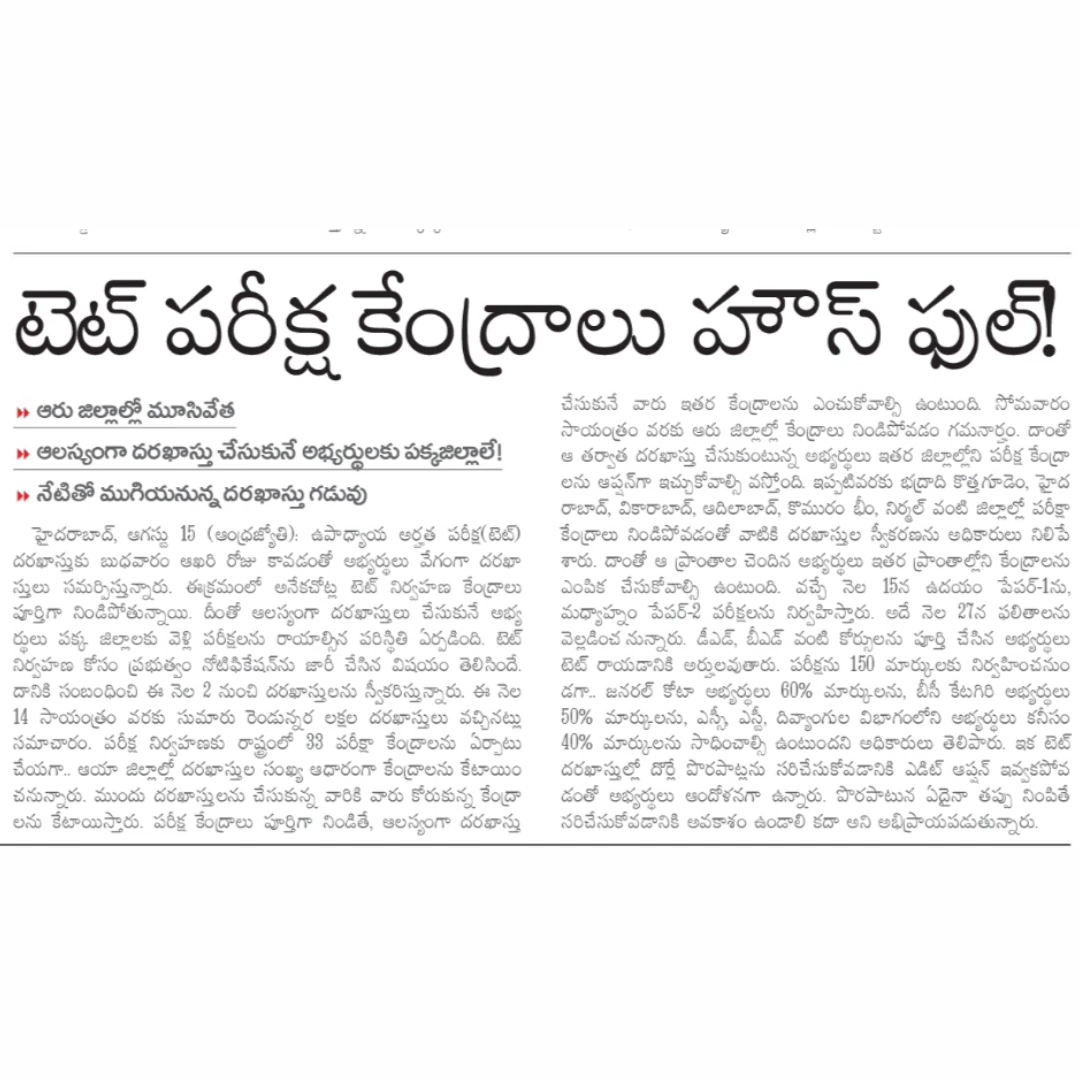 టెట్ పరీక్ష కేంద్రాలు హౌస్ ఫుల్!
ఆరు జిల్లాల్లో మూసివేత
ఆలస్యంగా దరఖాస్తు చేసుకునే అభ్యర్థులకు పక్కజిల్లాలే!
నేటితో ముగియనున్న దరఖాస్తు గడువు
హైదరాబాద్, ఆగస్టు 15 (ఆంధ్రజ్యోతి): ఉపాధ్యాయ అర్హత పరీక్ష(టెట్)
దరఖాస్తుకు బుధవారం ఆఖరి రోజు కావడంతో అభ్యర్థులు వేగంగా దరఖా
స్తులు సమర్పిస్తున్నారు. ఈక్రమంలో అనేకచోట్ల టెట్ నిర్వహణ కేంద్రాలు
పూర్తిగా నిండిపోతున్నాయి. దీంతో ఆలస్యంగా దరఖాస్తులు చేసుకునే అభ్య
ర్థులు పక్క జిల్లాలకు వెళ్లి పరీక్షలను రాయాల్సిన పరిస్థితి ఏర్పడింది. టెట్
నిర్వహణ కోసం ప్రభుత్వం నోటిఫికేషన్‌ను జారీ చేసిన విషయం తెలిసిందే.
దానికి సంబంధించి ఈ నెల 2 నుంచి దరఖాస్తులను స్వీకరిస్తున్నారు. ఈ నెల
14 సాయంత్రం వరకు సుమారు రెండున్నర లక్షల దరఖాస్తులు వచ్చినట్లు
సమాచారం. పరీక్ష నిర్వహణకు రాష్ట్రంలో 33 పరీక్షా కేంద్రాలను ఏర్పాటు
చేయగా.. ఆయా జిల్లాల్లో దరఖాస్తుల సంఖ్య ఆధారంగా కేంద్రాలను కేటాయిం
చనున్నారు. ముందు దరఖాస్తులను చేసుకున్న వారికి వారు కోరుకున్న కేంద్రా
లను కేటాయిస్తారు. పరీక్ష కేంద్రాలు పూర్తిగా నిండితే, ఆలస్యంగా దరఖాస్తు
చేసుకునే వారు ఇతర కేంద్రాలను ఎంచుకోవాల్సి ఉంటుంది. సోమవారం
సాయంత్రం వరకు ఆరు జిల్లాల్లో కేంద్రాలు నిండిపోవడం గమనార్హం. దాంతో
ఆ తర్వాత దరఖాస్తు చేసుకుంటున్న అభ్యర్థులు ఇతర జిల్లాల్లోని పరీక్ష కేంద్రా
లను ఆప్షన్‌గా ఇచ్చుకోవాల్సి వస్తోంది. ఇప్పటివరకు భద్రాది కొత్తగూడెం, హైద
రాబాద్, వికారాబాద్, ఆదిలాబాద్, కొమురం భీం, నిర్మల్ వంటి జిల్లాల్లో పరీక్షా
కేంద్రాలు నిండిపోవడంతో వాటికి దరఖాస్తుల స్వీకరణను అధికారులు నిలిపే
శారు. దాంతో ఆ ప్రాంతాల చెందిన అభ్యర్థులు ఇతర ప్రాంతాల్లోని కేంద్రాలను
ఎంపిక చేసుకోవాల్సి ఉంటుంది. వచ్చే నెల 15న ఉదయం పేపర్-1ను,
మధ్యాహ్నం పేపర్-2 పరీక్షలను నిర్వహిస్తారు. అదే నెల 27న ఫలితాలను
వెల్లడించ నున్నారు. డీఎడ్, బీఎడ్ వంటి కోర్సులను పూర్తి చేసిన అభ్యర్థులు
టెట్ రాయడానికి అర్హులవుతారు. పరీక్షను 150 మార్కులకు నిర్వహించనుం
డగా.. జనరల్ కోటా అభ్యర్థులు 60% మార్కులను, బీసీ కేటగిరి అభ్యర్థులు
50% మార్కులను, ఎస్సీ, ఎస్టీ, దివ్యాంగుల విభాగంలోని అభ్యర్థులు కనీసం
40% మార్కులను సాధించాల్సి ఉంటుందని అధికారులు తెలిపారు. ఇక టెట్
దరఖాస్తుల్లో దొర్లే పొరపాట్లను సరిచేసుకోవడానికి ఎడిట్ ఆప్షన్ ఇవ్వకపోవ
డంతో అభ్యర్థులు ఆందోళనగా ఉన్నారు. పొరపాటున ఏదైనా తప్పు నింపితే
సరిచేసుకోవడానికి అవకాశం ఉండాలి కదా అని అభిప్రాయపడుతున్నారు.